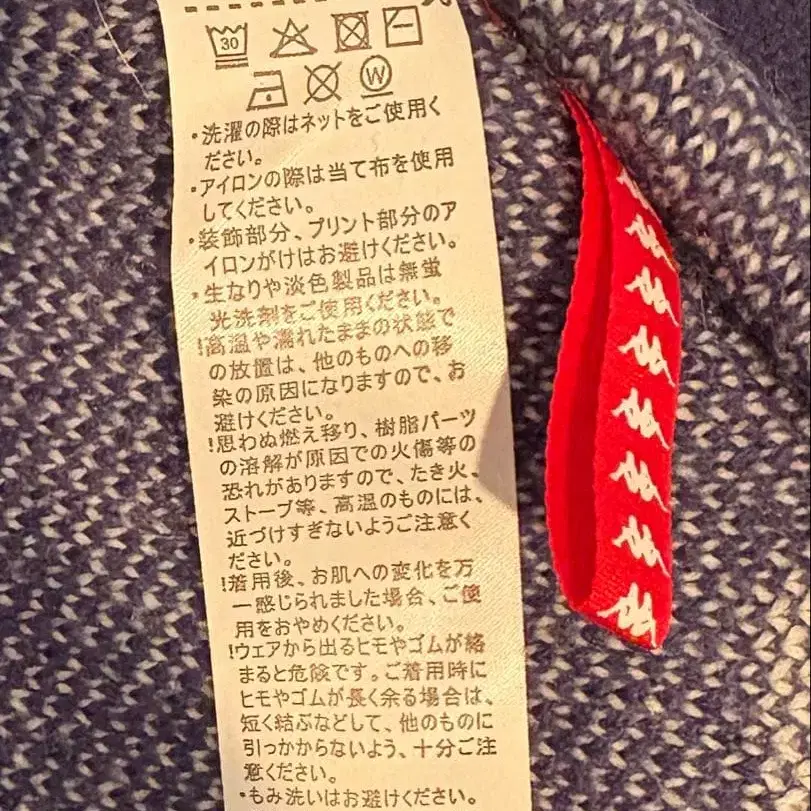 30
W
・洗濯の際はネットをご使用く
ださい。
・アイロンの際は当て布を使用
してください。
・装飾部分、プリント部分のア
イロンがけはお避けください。
・生なりや淡色製品は無蛍
光洗剤をご使用ください。
!高温や濡れたままの状態で
の放置は、他のものへの移
染の原因になりますので、お
避けください。
!思わぬ燃え移り、樹脂パーツ
の溶解が原因での火傷等の
恐れがありますので、たき火、
ストーブ等、高温のものには、
近づけすぎないようご注意く
ださい。
!着用後、お肌への変化を万
一感じられました場合、ご使
用をおやめください。
!ウェアから出るヒモやゴムが絡
まると危険です。ご着用時に
ヒモやゴムが長く余る場合は、
短く結ぶなどして、他のものに
引っかからないよう、十分ご注
意ください。
・もみ洗いはお避けください。